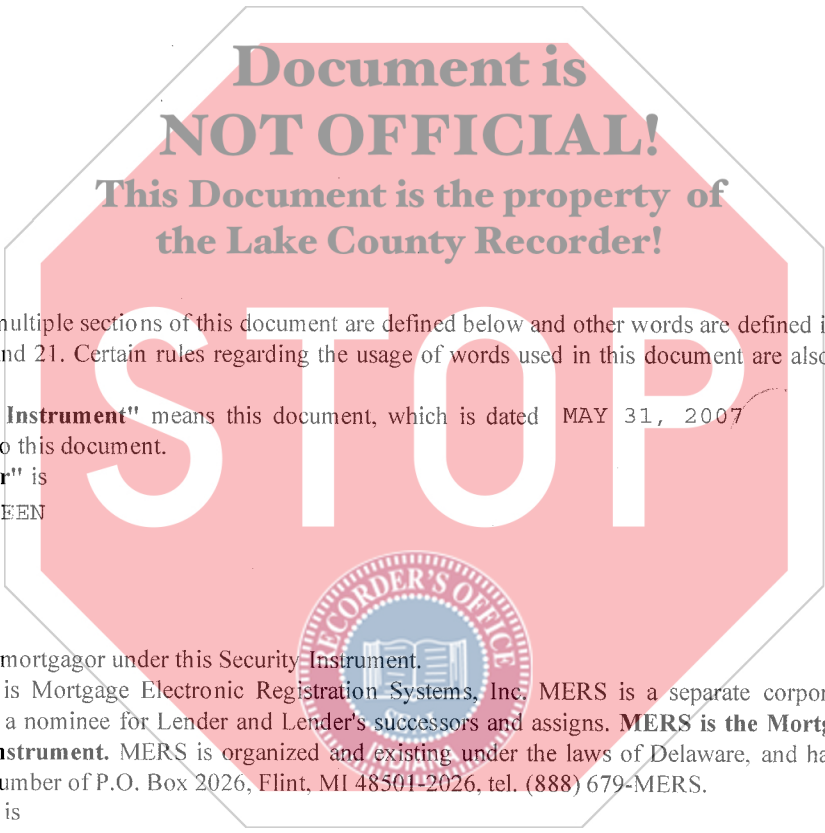 Document is
NOT OFFICIAL!
This Document is the property of
the Lake County Recorder!
STOP
multiple sections of this document are defined below and other words are defined i
nd 21. Certain rules regarding the usage of words used in this document are also
Instrument" means this document, which is dated MAY 31, 2007
o this document.
r" is
EEN
RECORDER'S OFFICE
mortgagor under this Security Instrument.
is Mortgage Electronic Registration Systems, Inc. MERS is a separate corpor
a nominee for Lender and Lender's successors and assigns. MERS is the Mortg
nstrument. MERS is organized and existing under the laws of Delaware, and ha
umber of P.O. Box 2026, Flint, MI 48501-2026, tel. (888) 679-MERS.
INDIANA
is